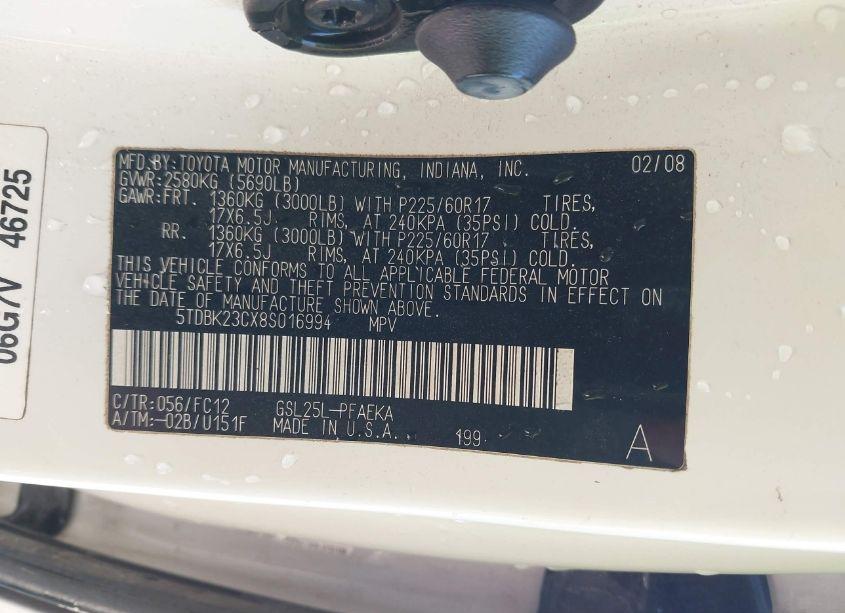 06G7V 46725
MFD. BY: TOYOTA MOTOR MANUFACTURING, INDIANA, INC. 02/08
GVWR: 2580KG (5690LB)
GAWR: FRT. 1360KG (3000LB) WITH P225/60R17 TIRES,
17X6.5J RIMS, AT 240KPA (35PSI) COLD.
RR. 1360KG (3000LB) WITH P225/60R17 TIRES,
17X6.5J RIMS, AT 240KPA (35PSI) COLD.
THIS VEHICLE CONFORMS TO ALL APPLICABLE FEDERAL MOTOR
VEHICLE SAFETY AND THEFT PREVENTION STANDARDS IN EFFECT ON
THE DATE OF MANUFACTURE SHOWN ABOVE.
5TDBK23CX8S016994 MPV
C/TR: 056/FC12 GSL25L-PFAEKA
A/TM: -02B/U151F MADE IN U.S.A. 199 A